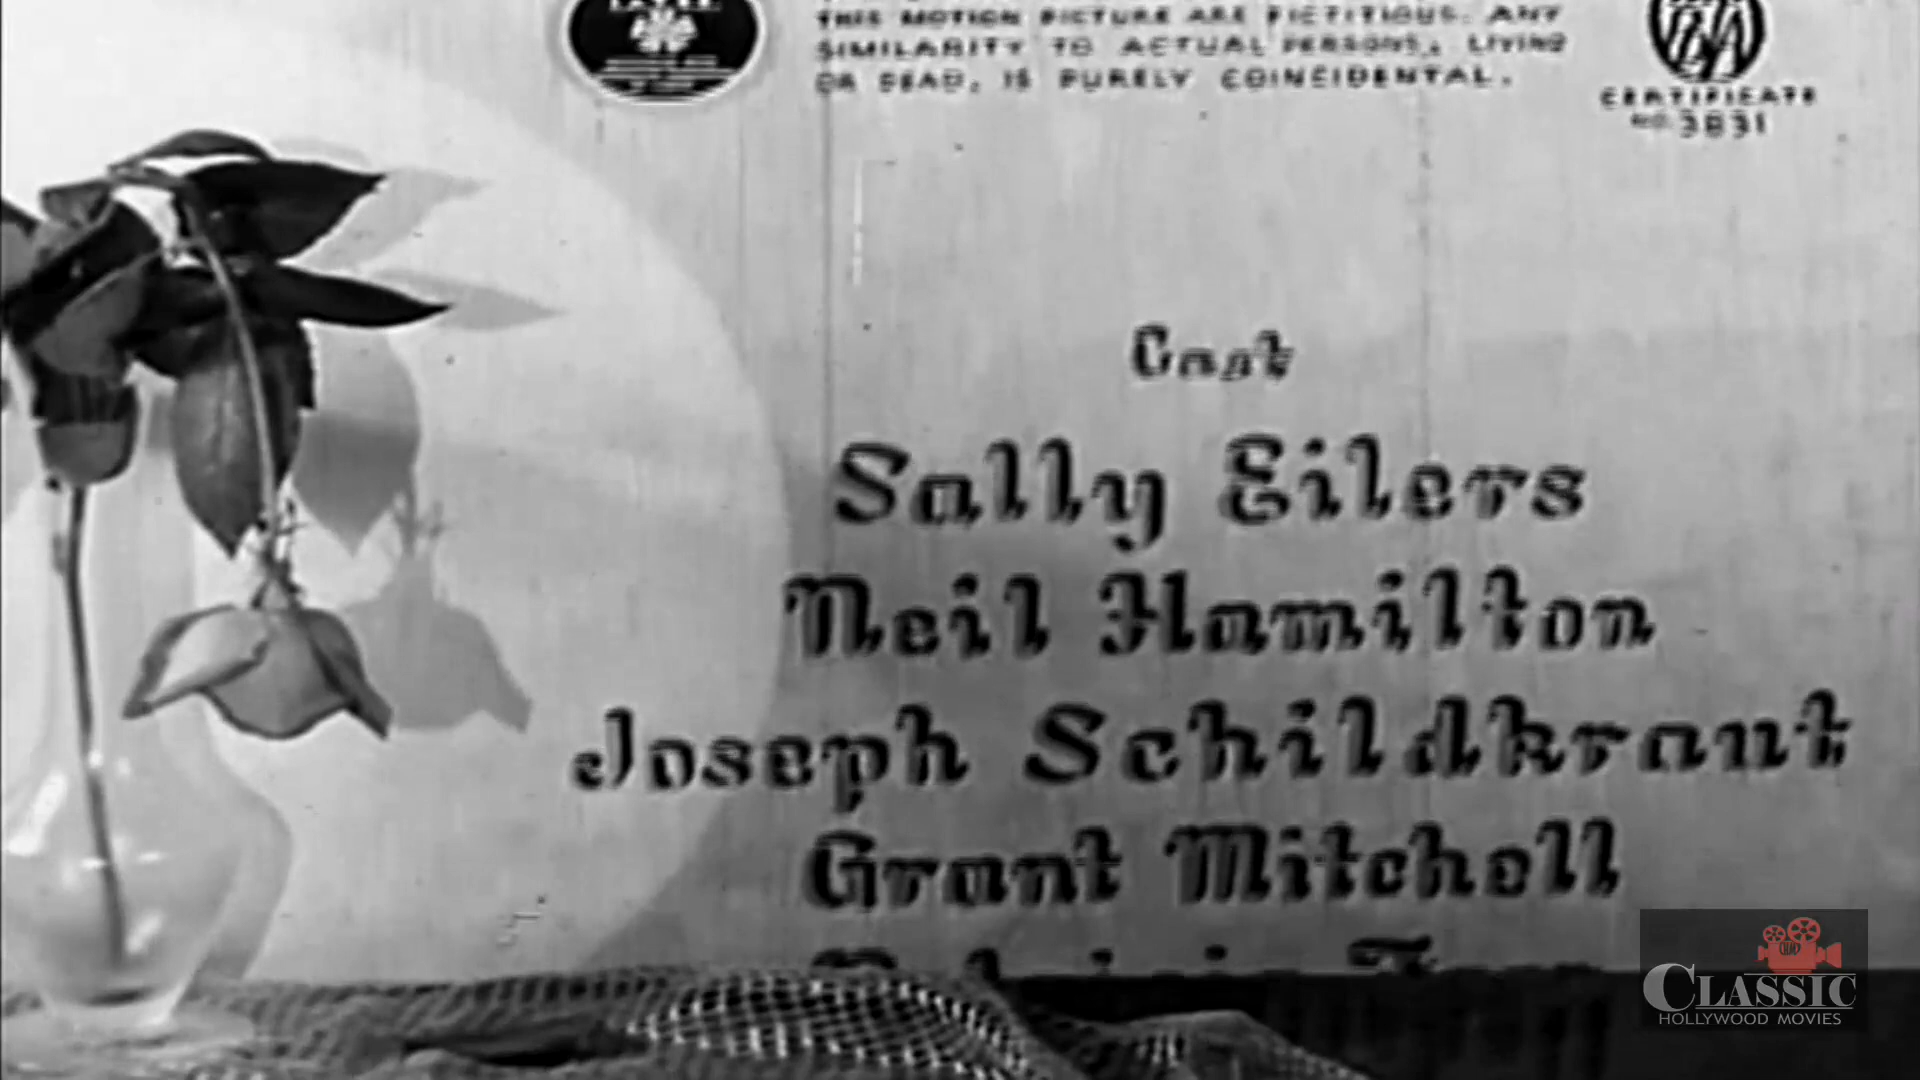 THIS MOTION PICTURE ARE FICTITIOUS. ANY
SIMILARITY TO ACTUAL PERSONS, LIVING
OR DEAD, IS PURELY COINCIDENTAL.
CERTIFICATE
NO. 3831
Cast
Sally Eilers
Neil Hamilton
Joseph Schildkraut
Grant Mitchell
CLASSIC
HOLLYWOOD MOVIES